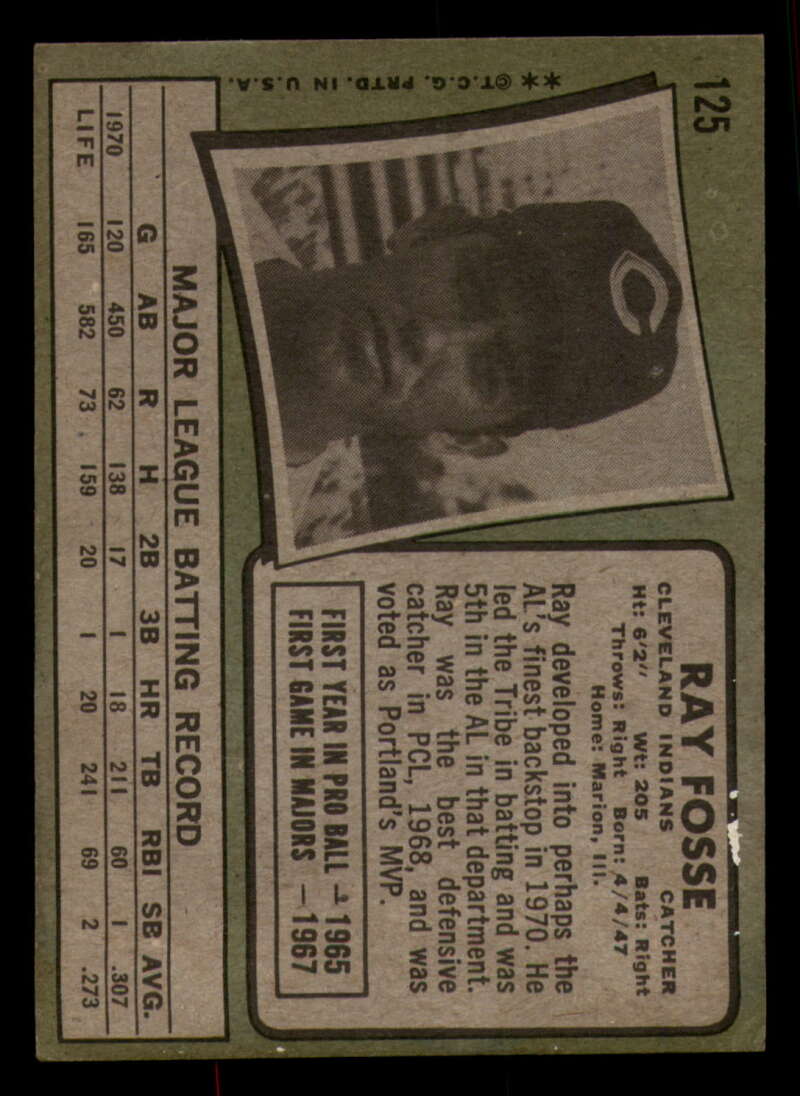 125
**©T.C.G. PRTD. IN U.S.A.
C
RAY FOSSE
CLEVELAND INDIANS CATCHER
Ht: 6'2" Wt: 205 Bats: Right
Throws: Right Born: 4/4/47
Home: Marion, Ill.
Ray developed into perhaps the
AL's finest backstop in 1970. He
led the Tribe in batting and was
5th in the AL in that department.
Ray was the best defensive
catcher in PCL, 1968, and was
voted as Portland's MVP.
FIRST YEAR IN PRO BALL — 1965
FIRST GAME IN MAJORS — 1967
MAJOR LEAGUE BATTING RECORD
G AB R H 2B 3B HR TB RBI SB AVG.
1970 120 450 62 138 17 1 18 211 60 1 .307
LIFE 165 582 73 159 20 1 20 241 69 2 .273